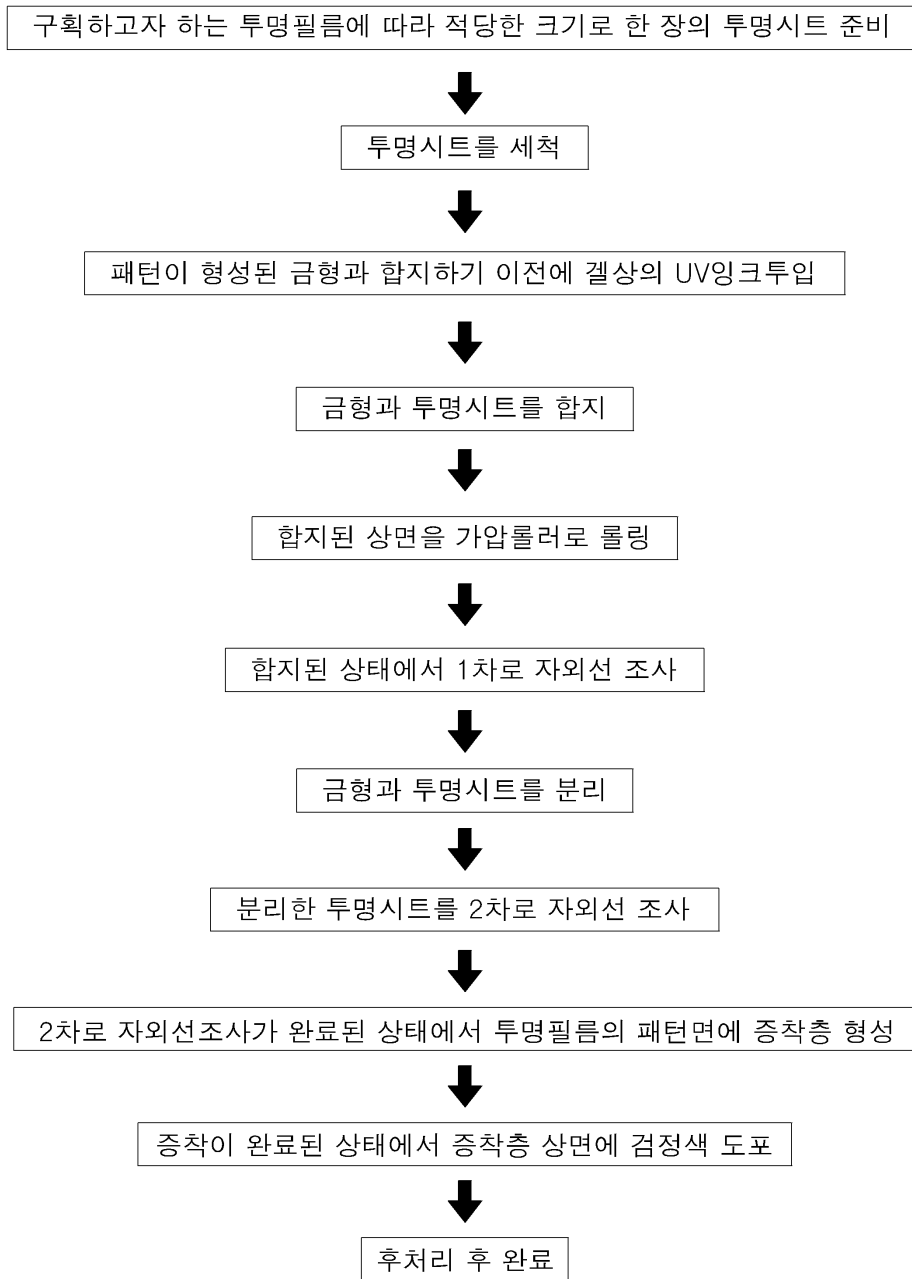 구획하고자 하는 투명필름에 따라 적당한 크기로 한 장의 투명시트 준비
투명시트를 세척
패턴이 형성된 금형과 합지하기 이전에 겔상의 UV잉크투입
금형과 투명시트를 합지
합지된 상면을 가압롤러로 롤링
합지된 상태에서 1차로 자외선 조사
금형과 투명시트를 분리
분리한 투명시트를 2차로 자외선 조사
2차로 자외선조사가 완료된 상태에서 투명필름의 패턴면에 증착층 형성
증착이 완료된 상태에서 증착층 상면에 검정색 도포
후처리 후 완료